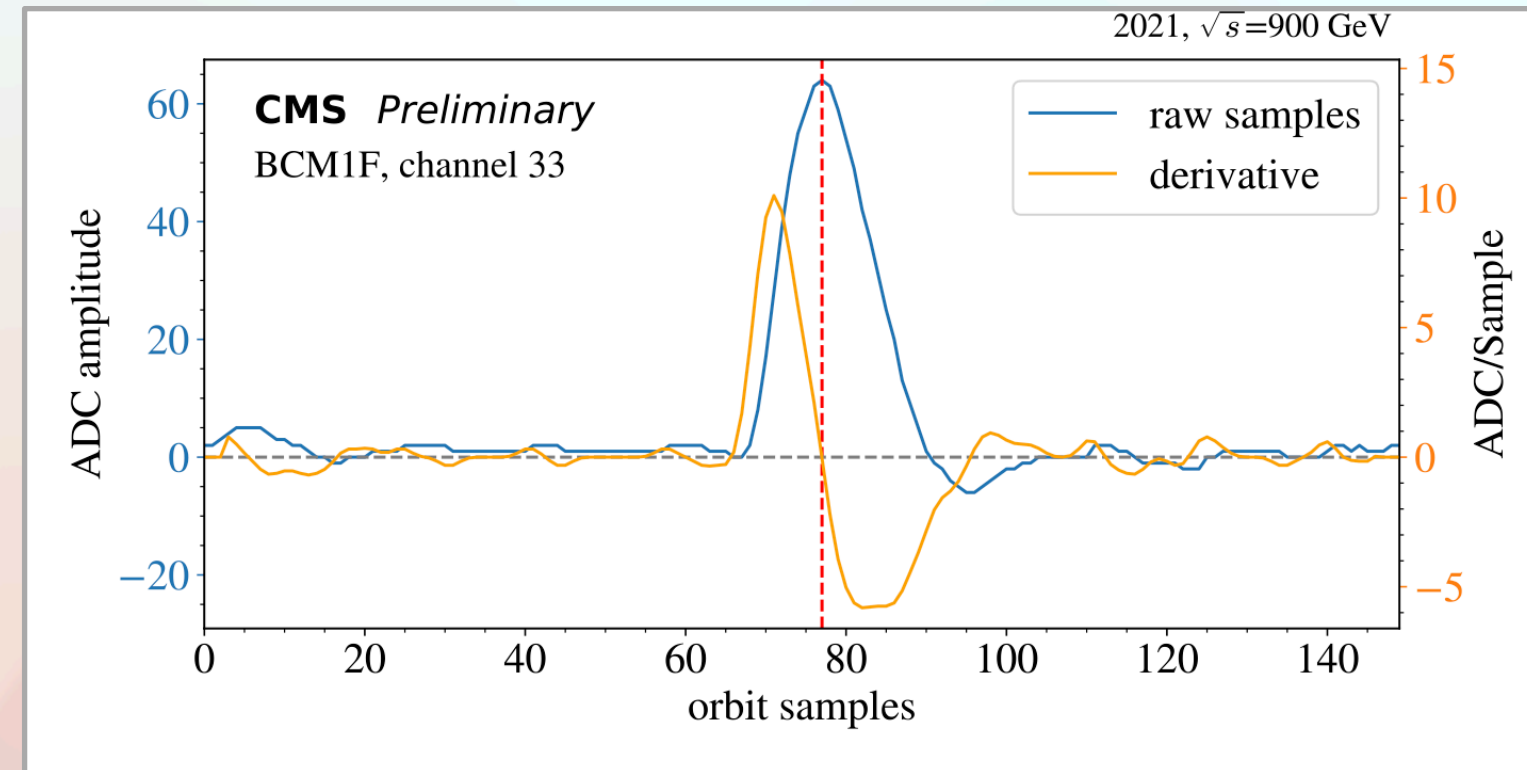 2021, √s=900 GeV
CMS Preliminary
BCM1F, channel 33
raw samples
derivative
ADC amplitude
60
40
20
0
−20
15
10
5
0
−5
ADC/Sample
0 20 40 60 80 100 120 140
orbit samples